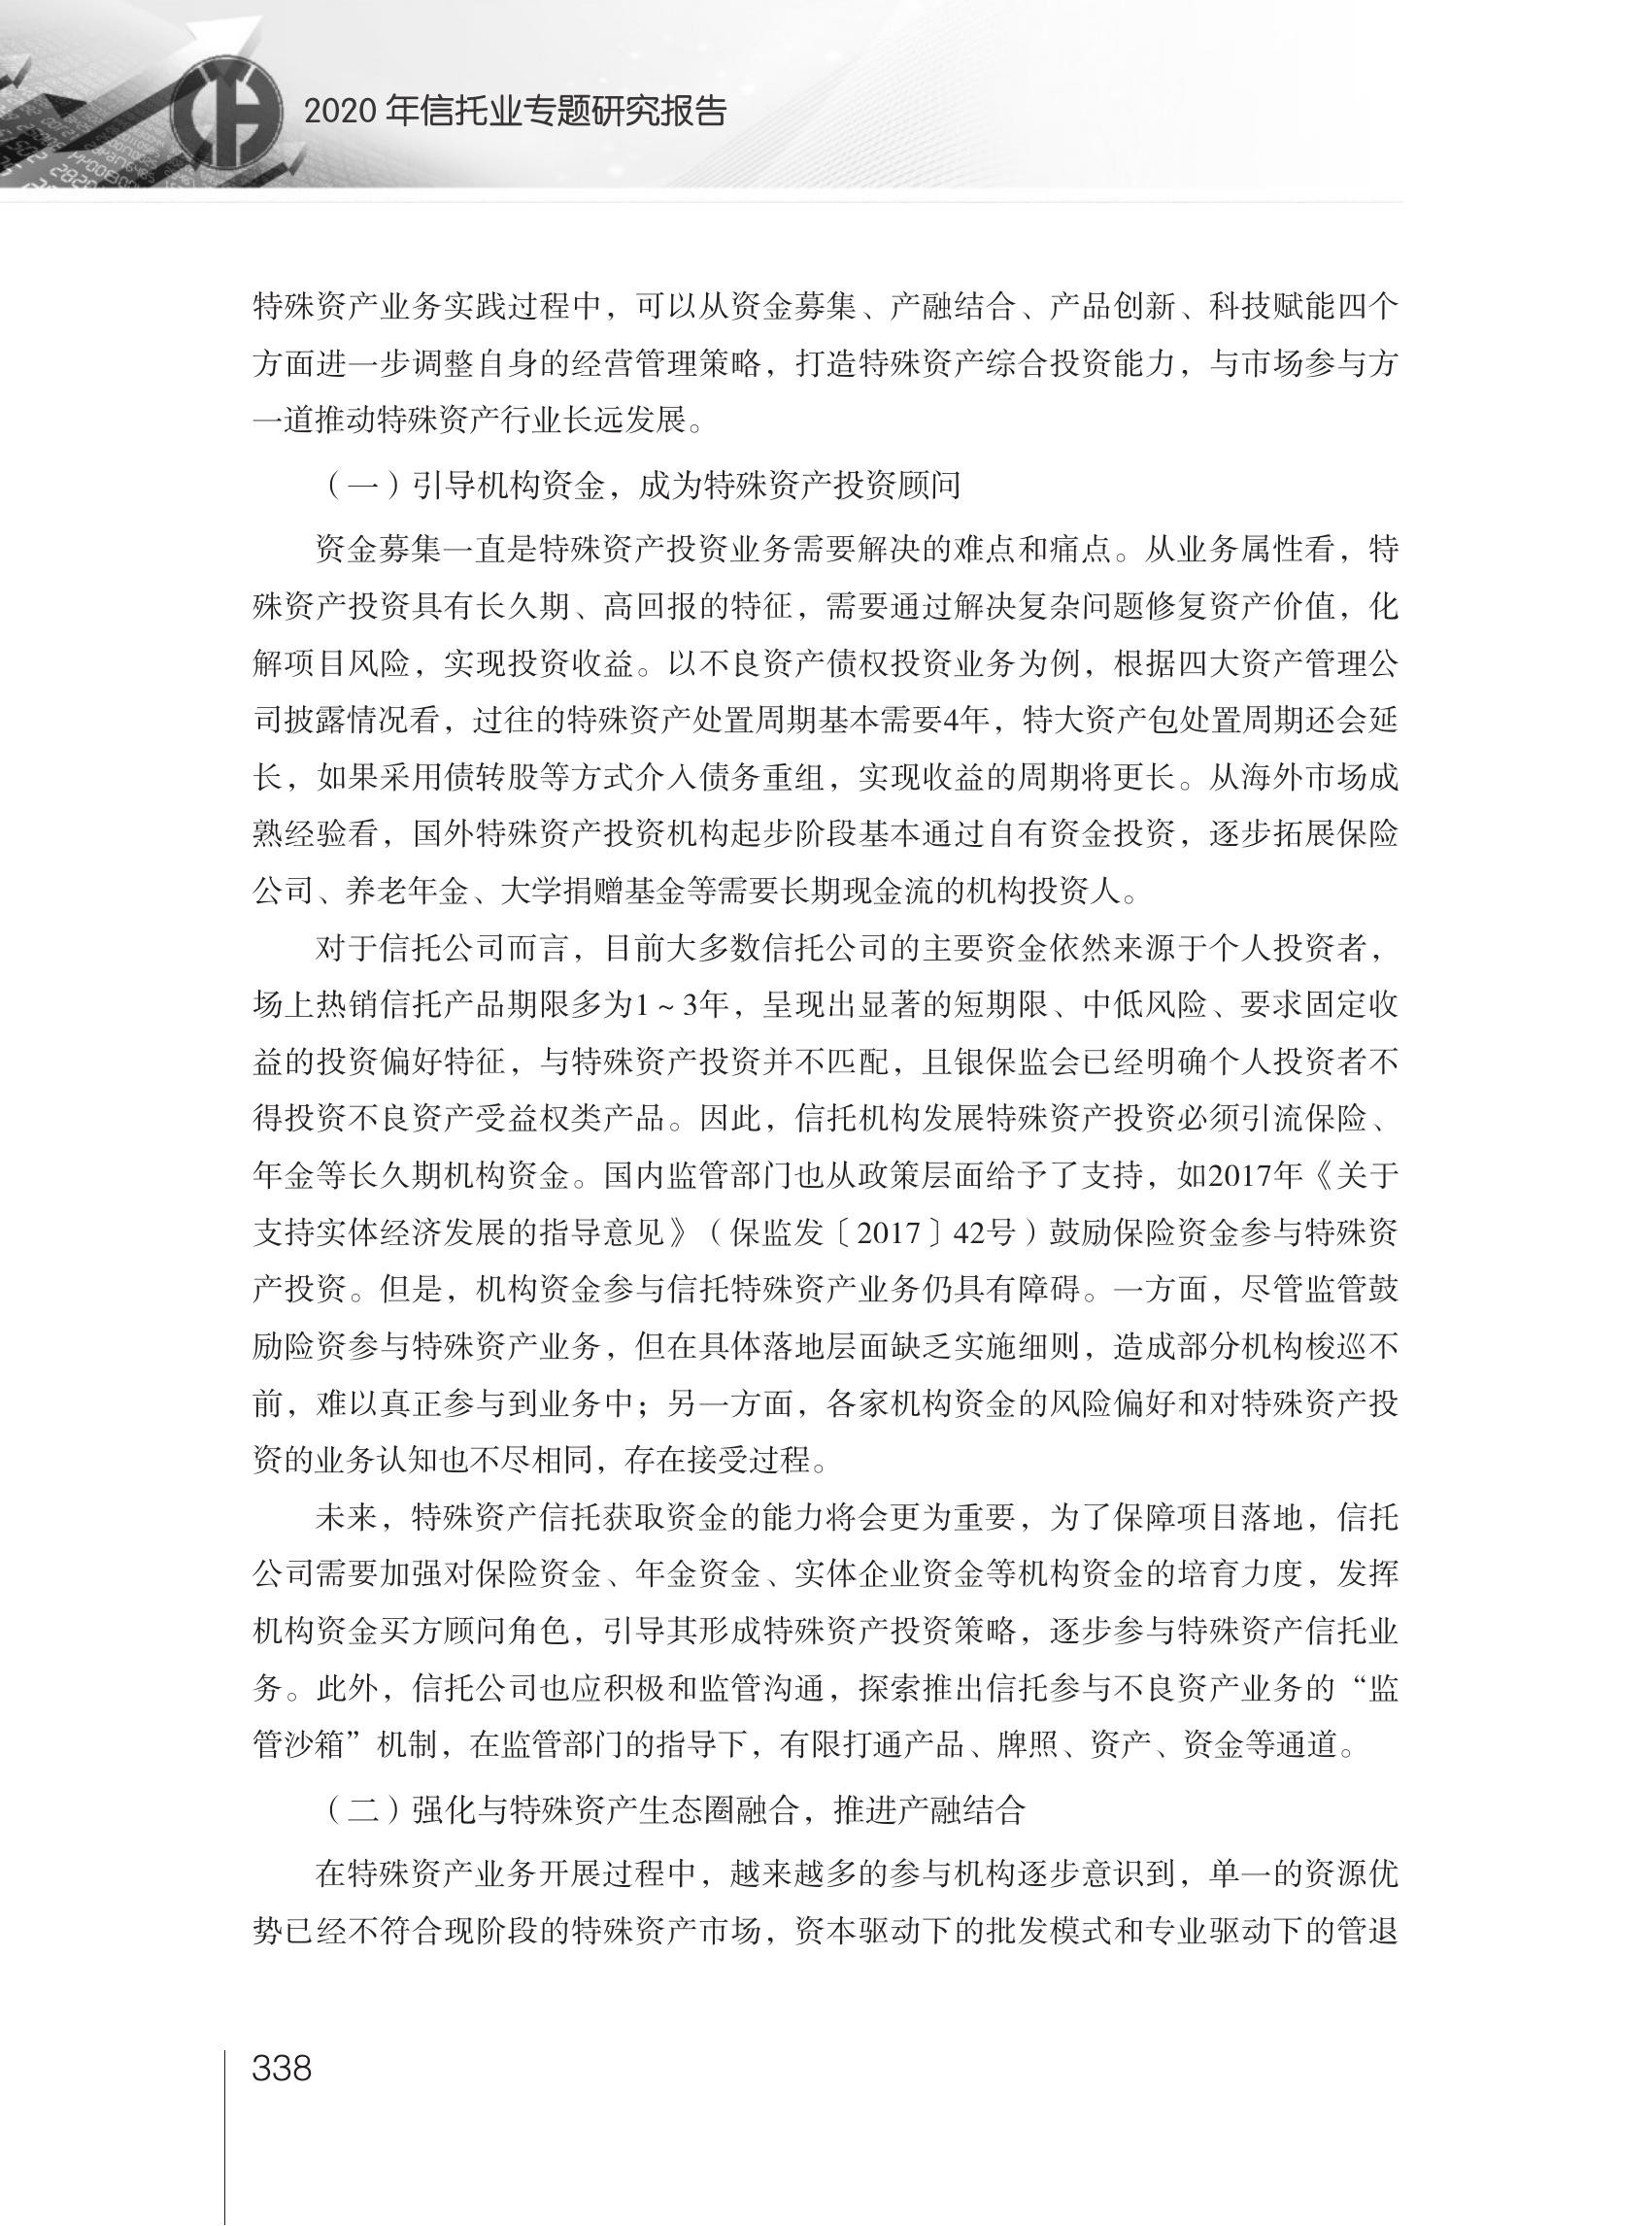 2020 年信托业专题研究报告
特殊资产业务实践过程中，可以从资金募集、产融结合、产品创新、科技赋能四个
方面进一步调整自身的经营管理策略，打造特殊资产综合投资能力，与市场参与方
一道推动特殊资产行业长远发展。
（一）引导机构资金，成为特殊资产投资顾问
资金募集一直是特殊资产投资业务需要解决的难点和痛点。从业务属性看，特
殊资产投资具有长久期、高回报的特征，需要通过解决复杂问题修复资产价值，化
解项目风险，实现投资收益。以不良资产债权投资业务为例，根据四大资产管理公
司披露情况看，过往的特殊资产处置周期基本需要4年，特大资产包处置周期还会延
长，如果采用债转股等方式介入债务重组，实现收益的周期将更长。从海外市场成
熟经验看，国外特殊资产投资机构起步阶段基本通过自有资金投资，逐步拓展保险
公司、养老年金、大学捐赠基金等需要长期现金流的机构投资人。
对于信托公司而言，目前大多数信托公司的主要资金依然来源于个人投资者，
场上热销信托产品期限多为1～3年，呈现出显著的短期限、中低风险、要求固定收
益的投资偏好特征，与特殊资产投资并不匹配，且银保监会已经明确个人投资者不
得投资不良资产受益权类产品。因此，信托机构发展特殊资产投资必须引流保险、
年金等长久期机构资金。国内监管部门也从政策层面给予了支持，如2017年《关于
支持实体经济发展的指导意见》（保监发〔2017〕42号）鼓励保险资金参与特殊资
产投资。但是，机构资金参与信托特殊资产业务仍具有障碍。一方面，尽管监管鼓
励险资参与特殊资产业务，但在具体落地层面缺乏实施细则，造成部分机构梭巡不
前，难以真正参与到业务中；另一方面，各家机构资金的风险偏好和对特殊资产投
资的业务认知也不尽相同，存在接受过程。
未来，特殊资产信托获取资金的能力将会更为重要，为了保障项目落地，信托
公司需要加强对保险资金、年金资金、实体企业资金等机构资金的培育力度，发挥
机构资金买方顾问角色，引导其形成特殊资产投资策略，逐步参与特殊资产信托业
务。此外，信托公司也应积极和监管沟通，探索推出信托参与不良资产业务的“监
管沙箱”机制，在监管部门的指导下，有限打通产品、牌照、资产、资金等通道。
（二）强化与特殊资产生态圈融合，推进产融结合
在特殊资产业务开展过程中，越来越多的参与机构逐步意识到，单一的资源优
势已经不符合现阶段的特殊资产市场，资本驱动下的批发模式和专业驱动下的管退
338